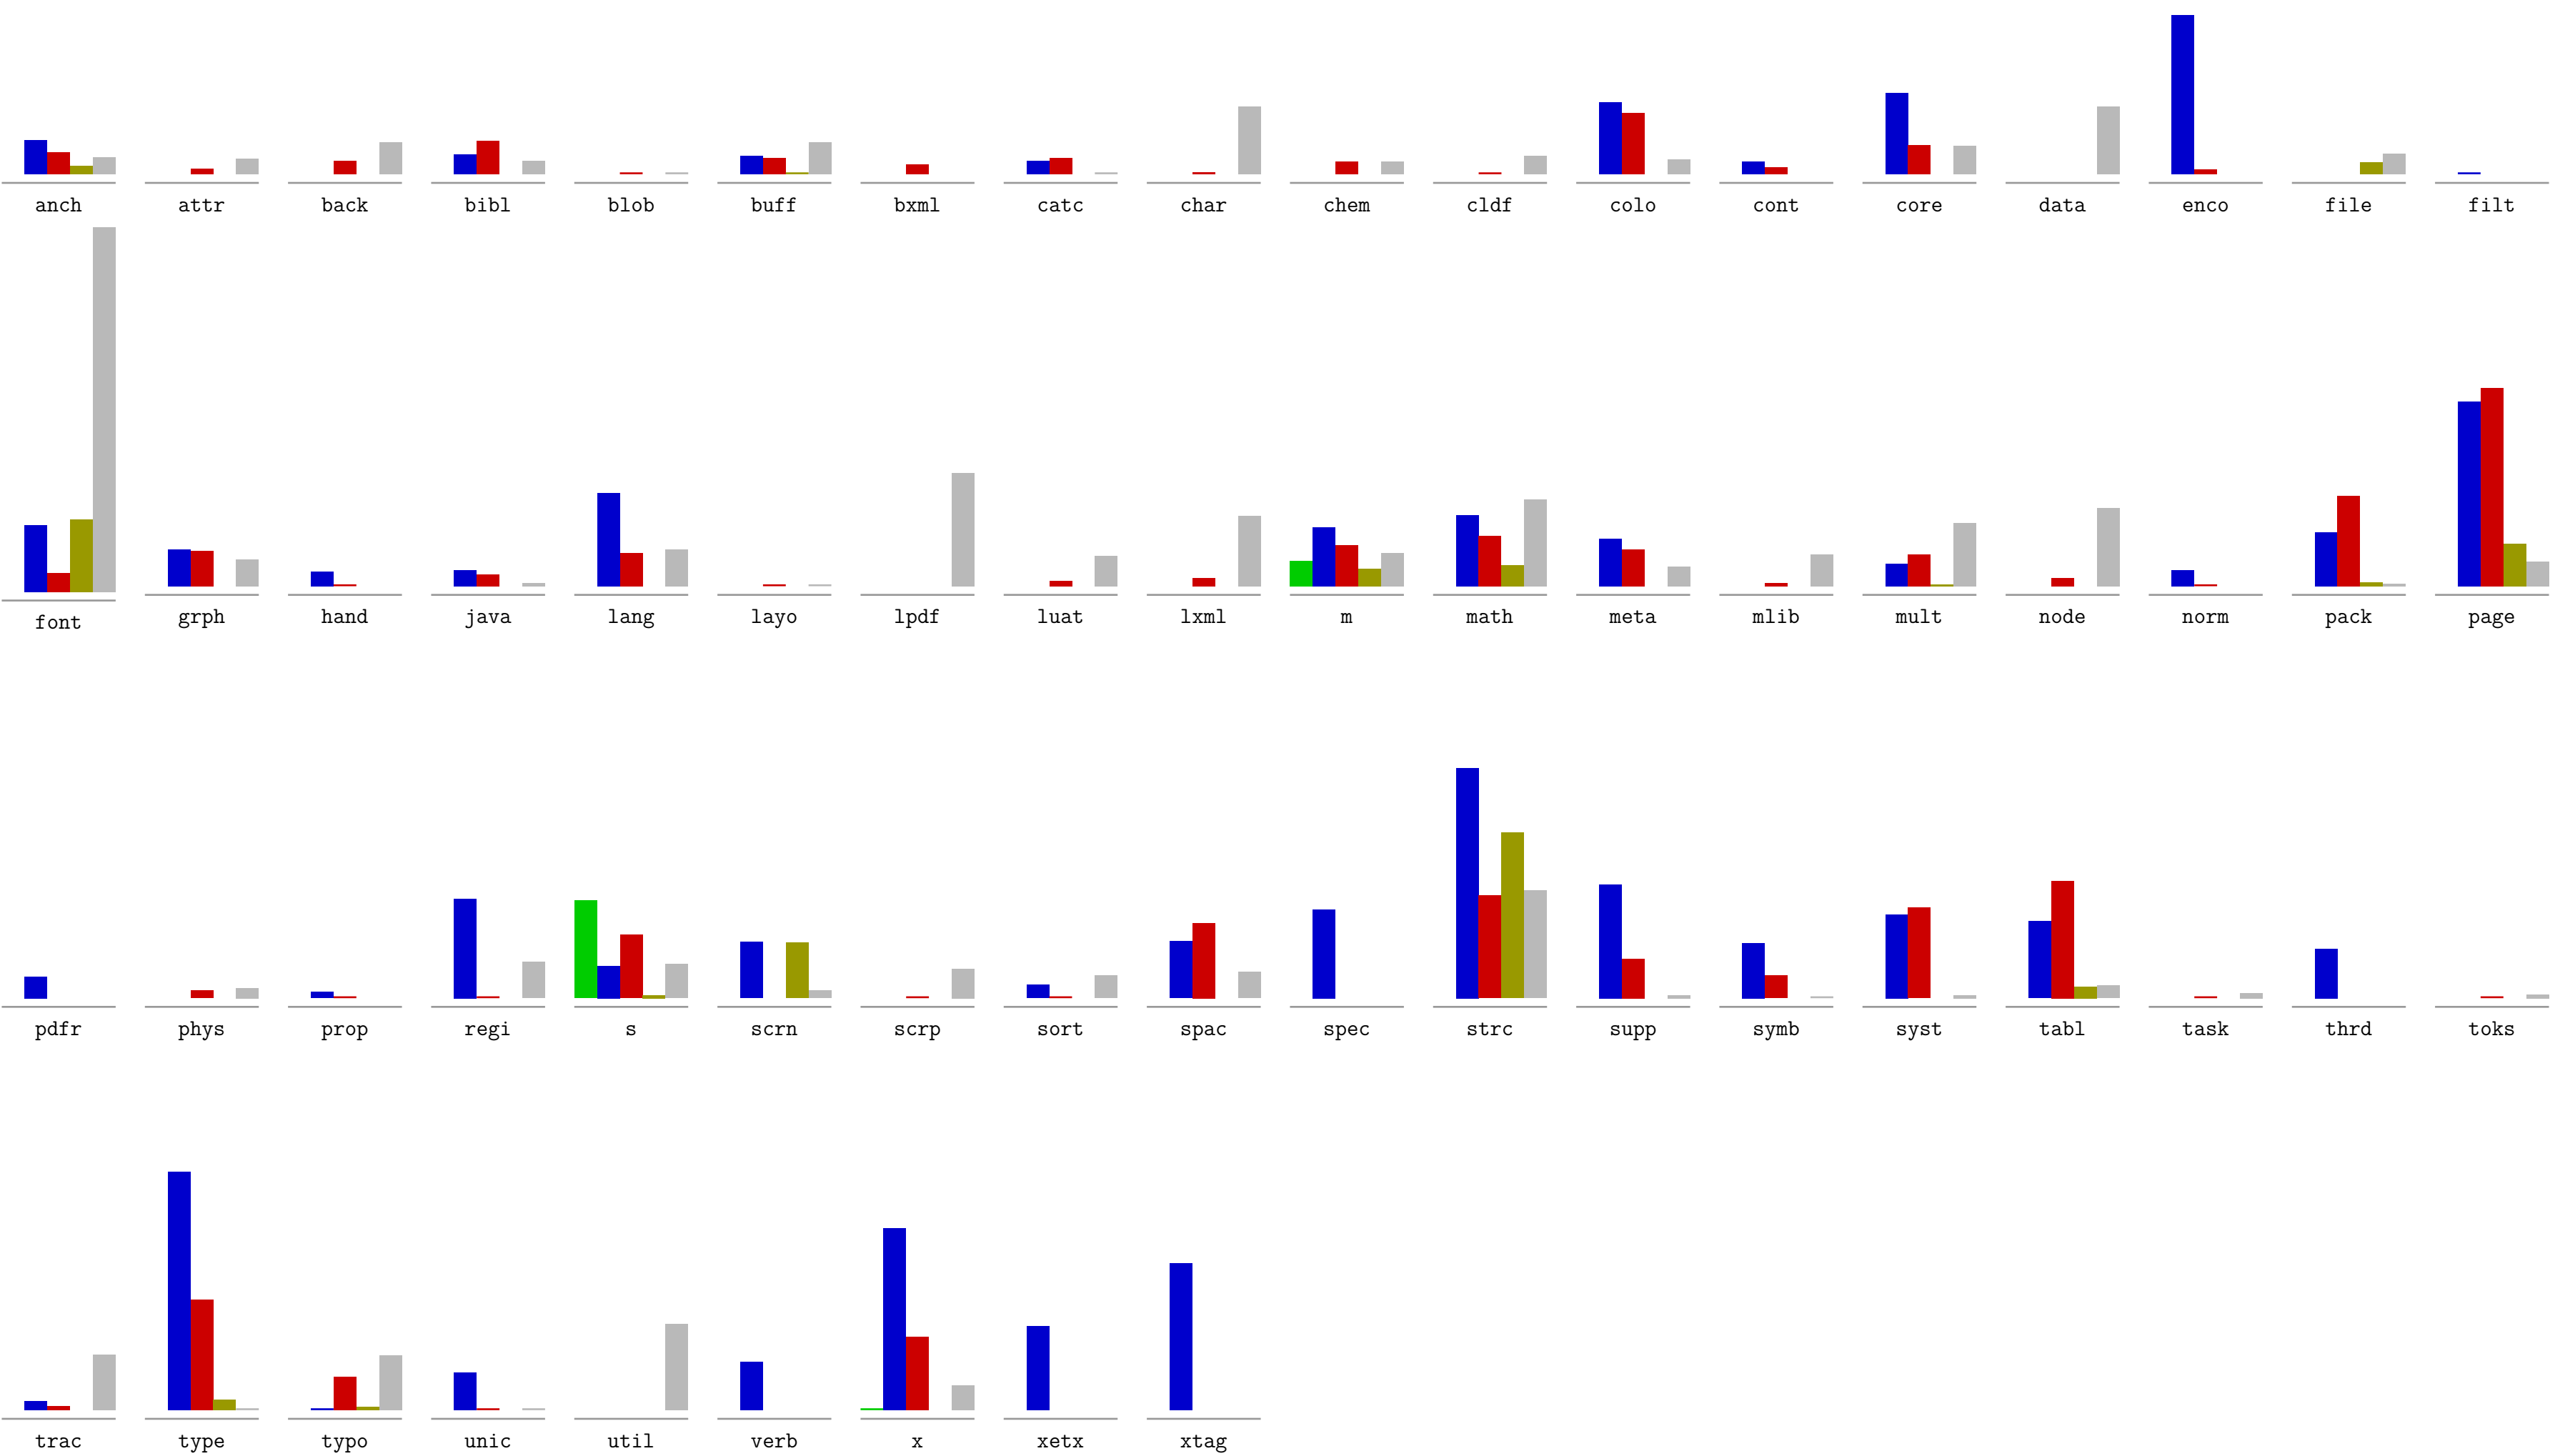 anch attr back bibl blob buff bxml catc char chem cldf colo cont core data enco file filt
font grph hand java lang layo lpdf luat lxml m math meta mlib mult node norm pack page
pdfr phys prop regi s scrn scrp sort spac spec strc supp symb syst tabl task thrd toks
trac type typo unic util verb x xetx xtag